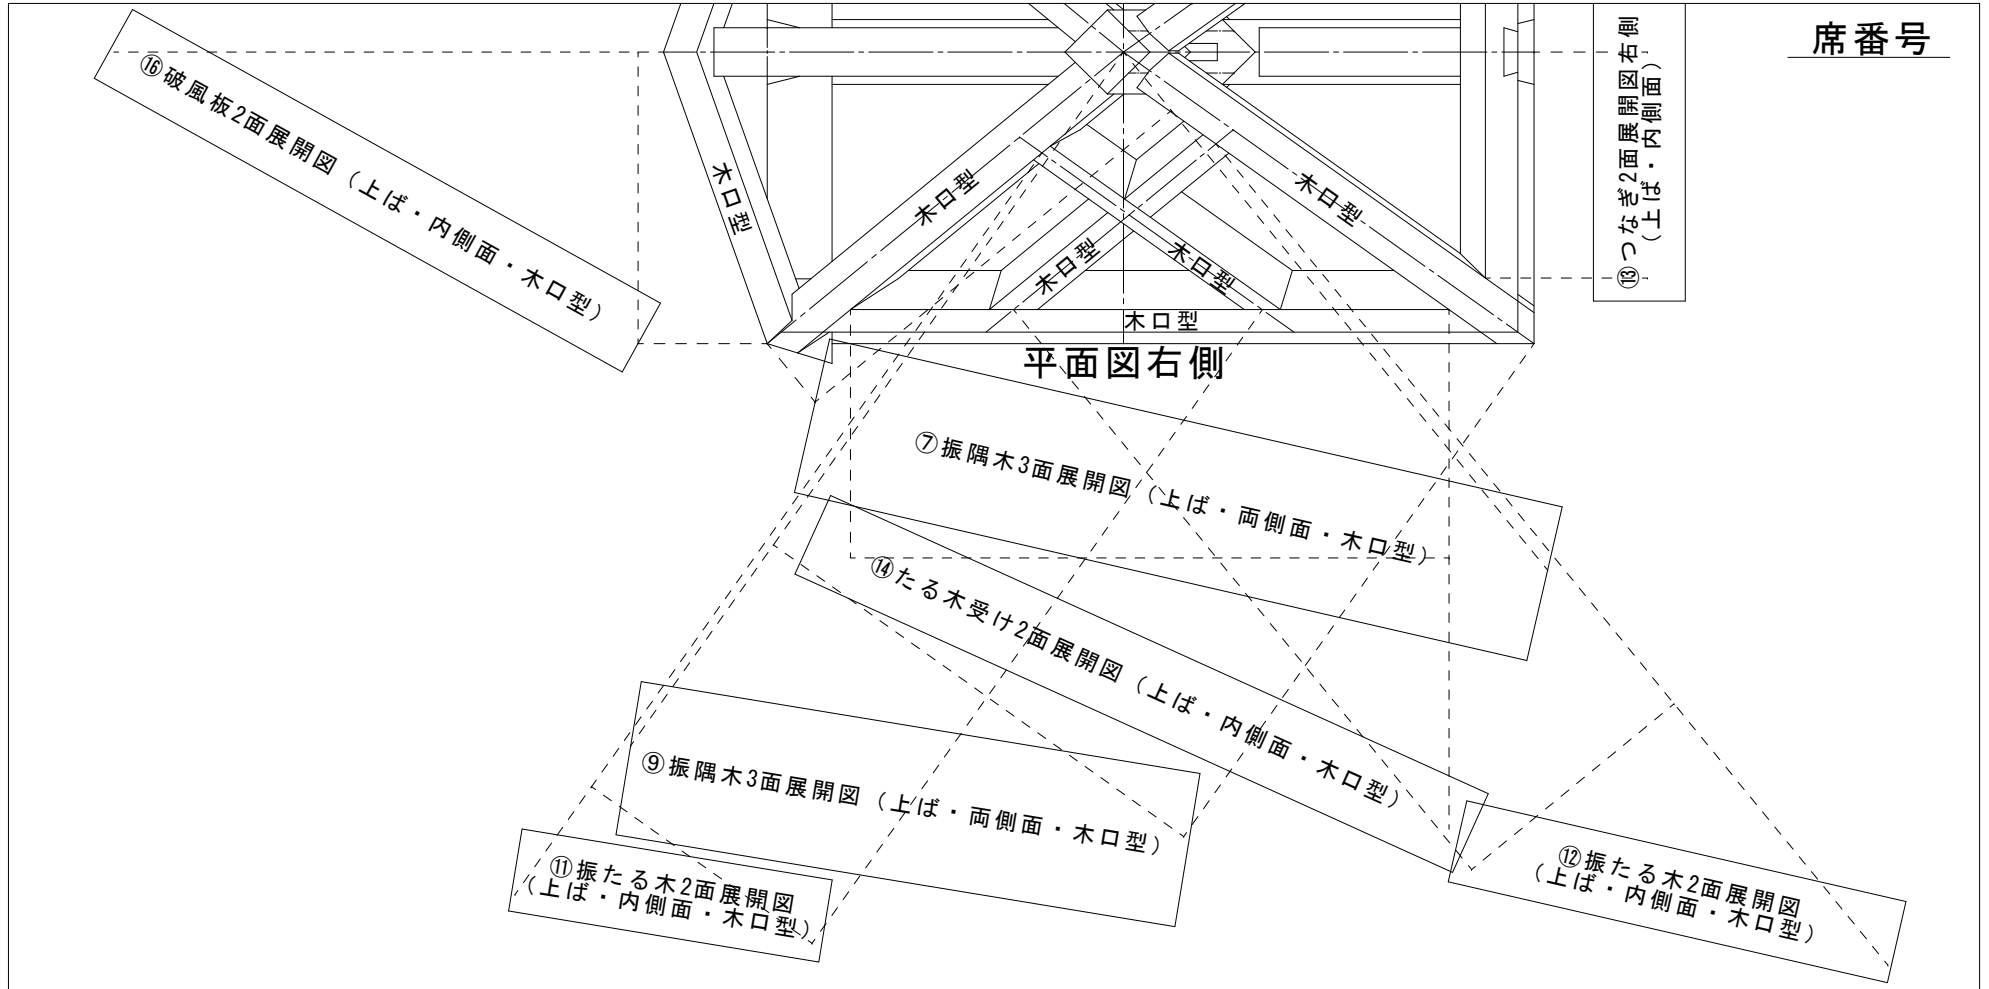 席番号
⑯破風板2面展開図（上ば・内側面・木口型）
木口型
木口型
木口型
木口型
木口型
木口型
平面図右側
⑬つなぎ2面展開図右側
（上ば・内側面）
⑦振隅木3面展開図（上ば・両側面・木口型）
⑭たる木受け2面展開図（上ば・内側面・木口型）
⑨振隅木3面展開図（上ば・両側面・木口型）
⑪振たる木2面展開図
（上ば・内側面・木口型）
⑫振たる木2面展開図
（上ば・内側面・木口型）